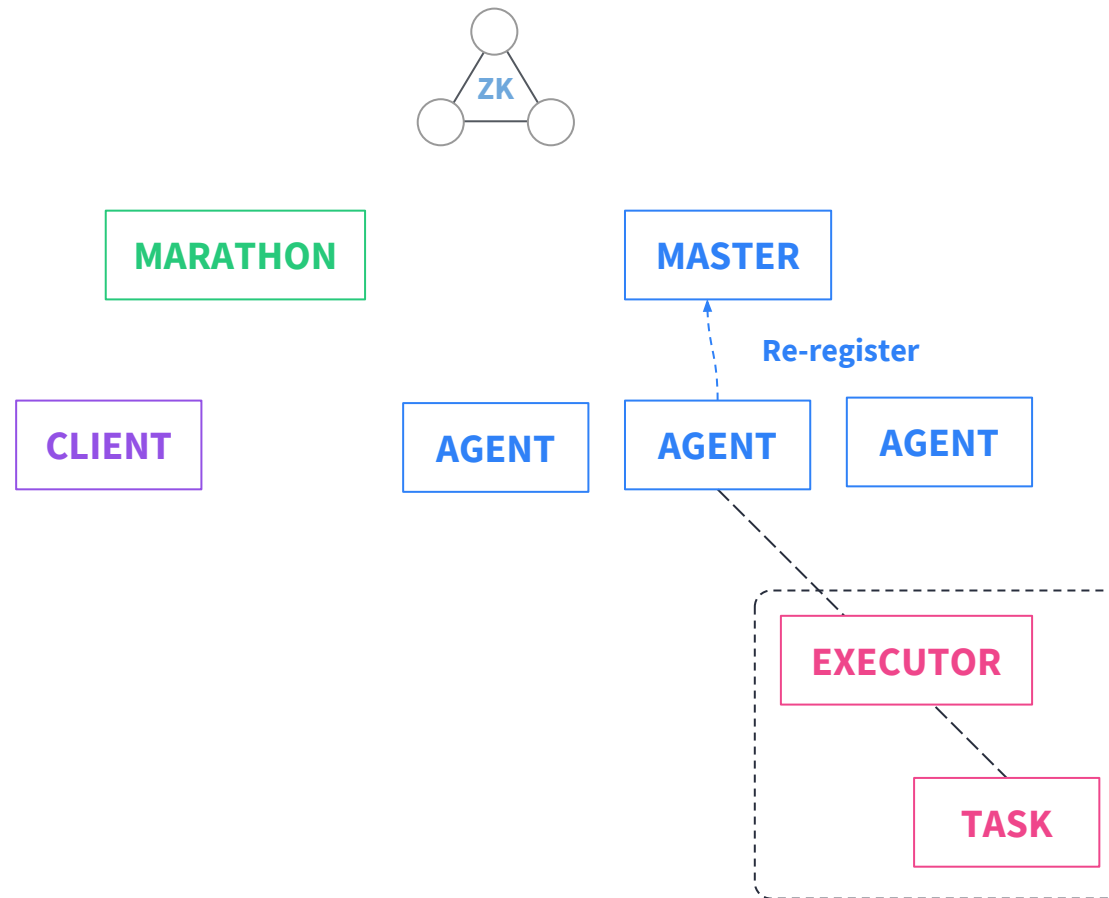 ZK
MARATHON
MASTER
Re-register
CLIENT
AGENT
AGENT
AGENT
EXECUTOR
TASK